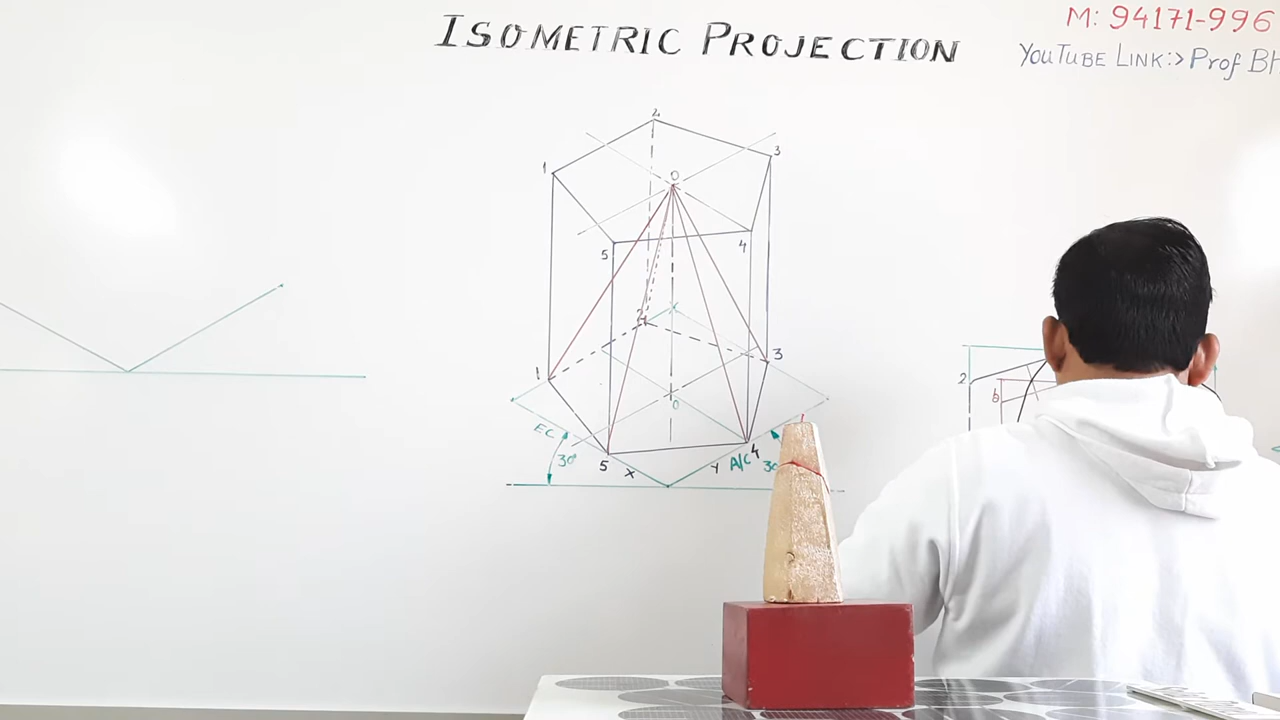 ISOMETRIC PROJECTION
M: 94171-996
YOUTUBE LINK:> Prof BH
2
1
3
O
5
4
1
3
O
EC
30°
5
X
Y
A/C
4
30
2
b